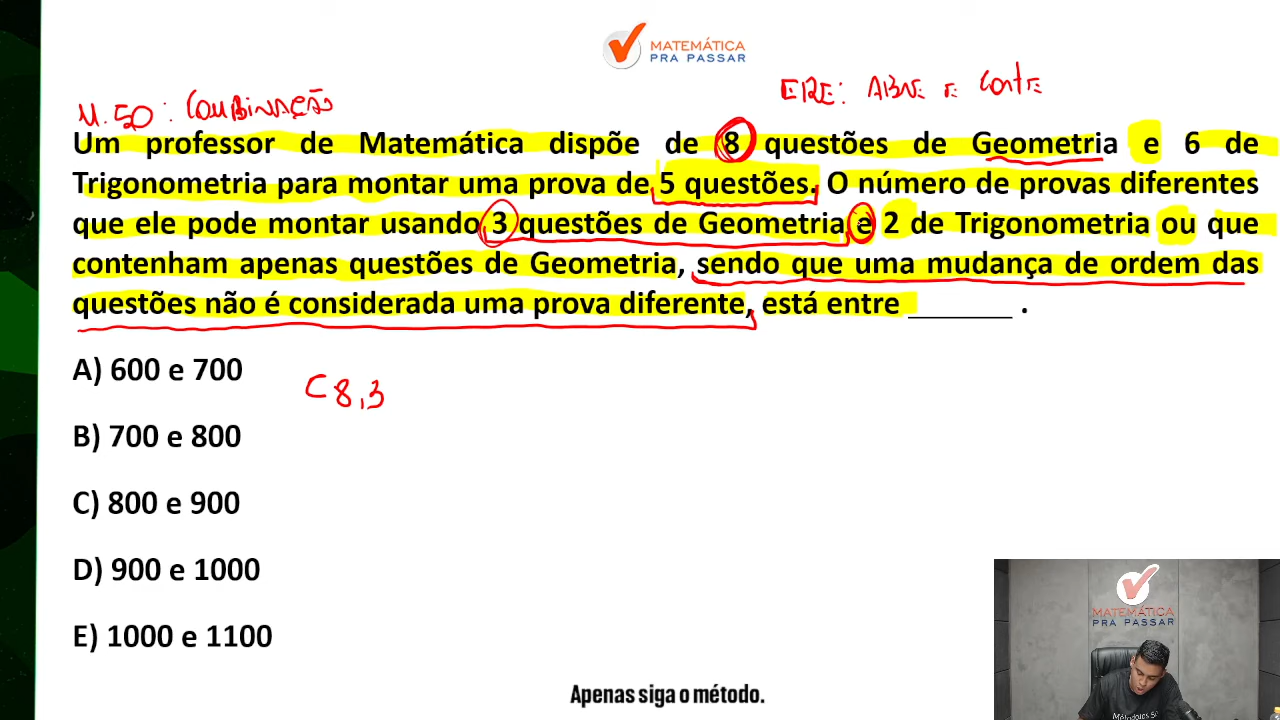 MATEMÁTICA
PRA PASSAR
M.50: COMBINAÇÃO
ERE: ABRE E CORTE
Um professor de Matemática dispõe de 8 questões de Geometria e 6 de
Trigonometria para montar uma prova de 5 questões. O número de provas diferentes
que ele pode montar usando 3 questões de Geometria e 2 de Trigonometria ou que
contenham apenas questões de Geometria, sendo que uma mudança de ordem das
questões não é considerada uma prova diferente, está entre ______ .
A) 600 e 700
C8,3
B) 700 e 800
C) 800 e 900
D) 900 e 1000
E) 1000 e 1100
MATEMÁTICA
PRA PASSAR
Apenas siga o método.